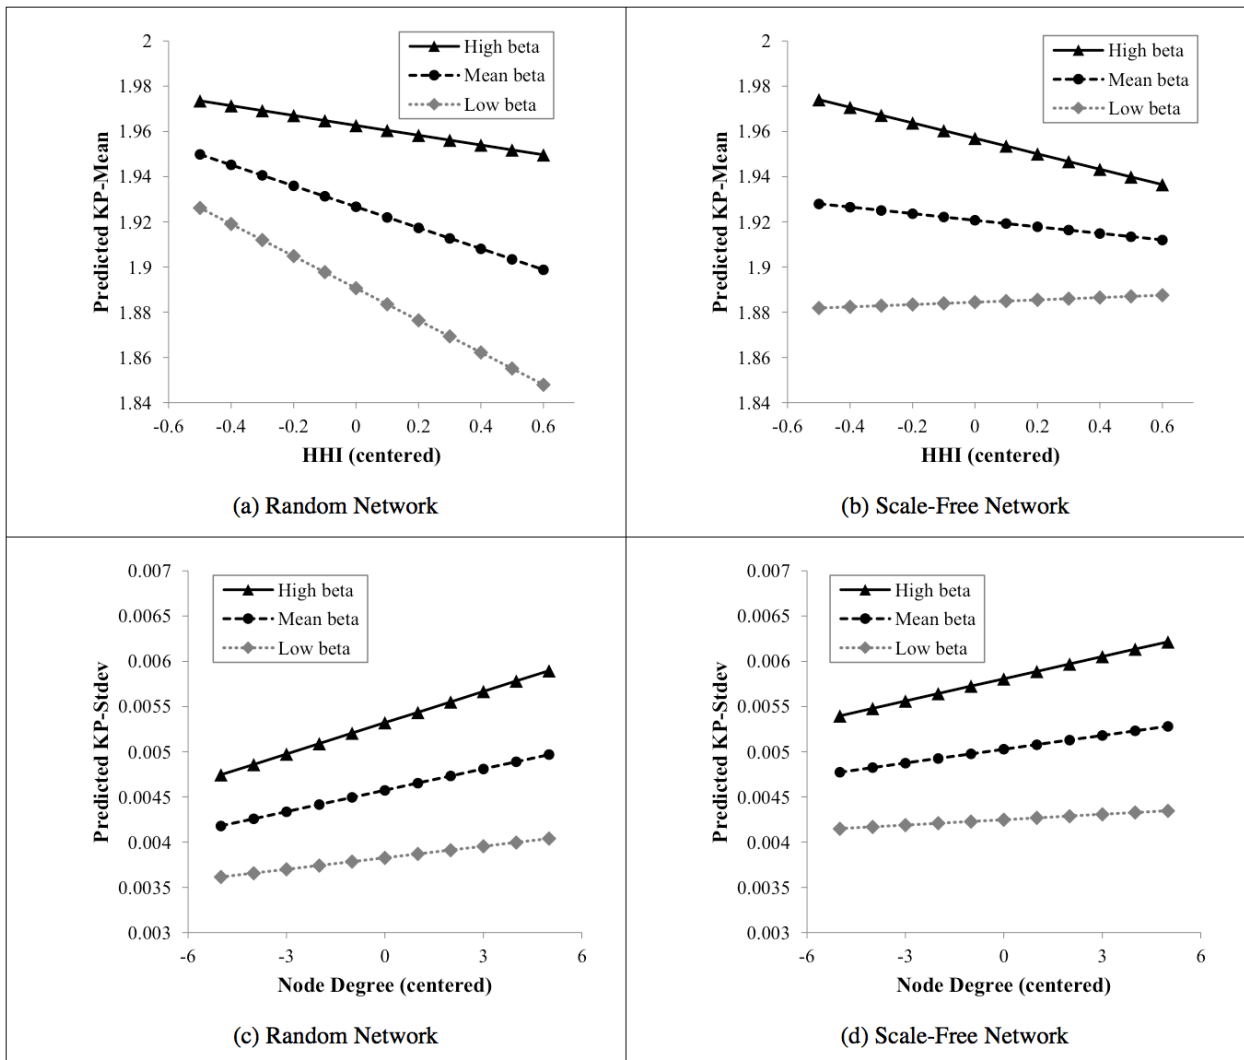 2
1.98
1.96
1.94
1.92
1.9
1.88
1.86
1.84
-0.6 -0.4 -0.2 0 0.2 0.4 0.6
Predicted KP-Mean
HHI (centered)
High beta
Mean beta
Low beta
(a) Random Network
2
1.98
1.96
1.94
1.92
1.9
1.88
1.86
1.84
-0.6 -0.4 -0.2 0 0.2 0.4 0.6
Predicted KP-Mean
HHI (centered)
High beta
Mean beta
Low beta
(b) Scale-Free Network
0.007
0.0065
0.006
0.0055
0.005
0.0045
0.004
0.0035
0.003
-6 -3 0 3 6
Predicted KP-Stdev
Node Degree (centered)
High beta
Mean beta
Low beta
(c) Random Network
0.007
0.0065
0.006
0.0055
0.005
0.0045
0.004
0.0035
0.003
-6 -3 0 3 6
Predicted KP-Stdev
Node Degree (centered)
High beta
Mean beta
Low beta
(d) Scale-Free Network